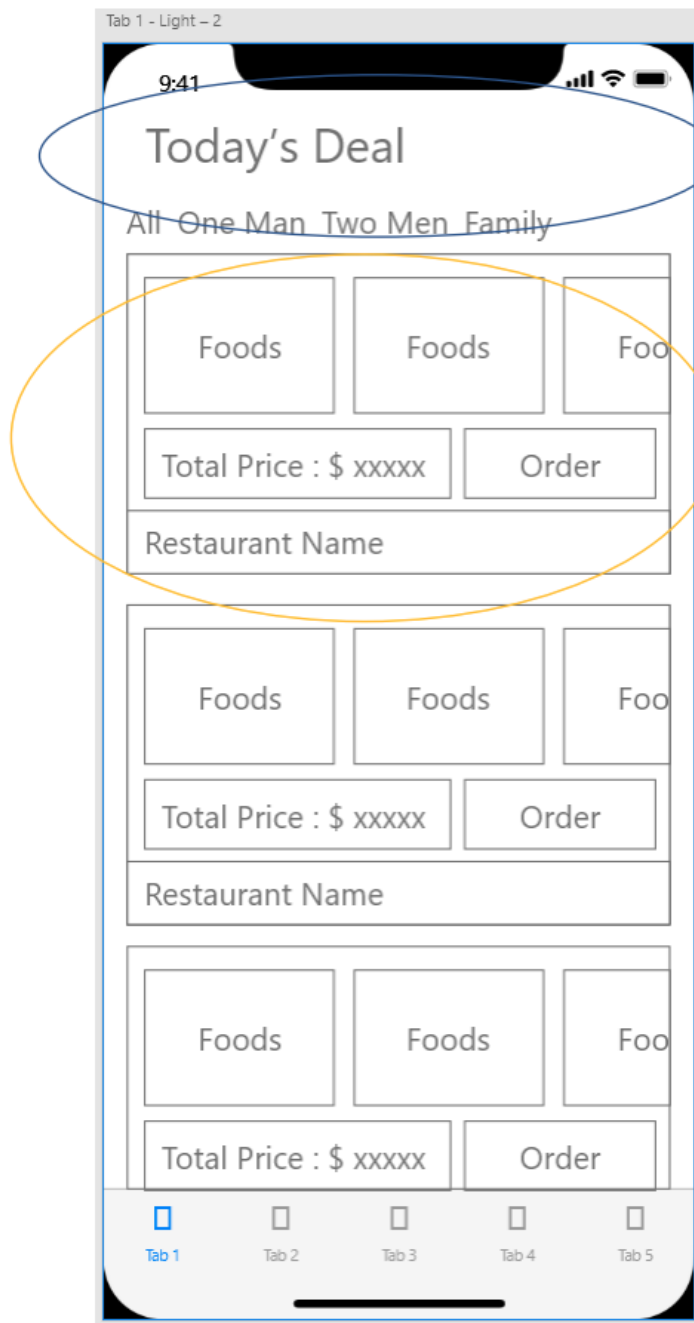 Tab 1 - Light – 2
9:41
Today's Deal
All One Man Two Men Family
Foods Foods Foo
Total Price : $ xxxxx Order
Restaurant Name
Foods Foods Foo
Total Price : $ xxxxx Order
Restaurant Name
Foods Foods Foo
Total Price : $ xxxxx Order
Tab 1 Tab 2 Tab 3 Tab 4 Tab 5